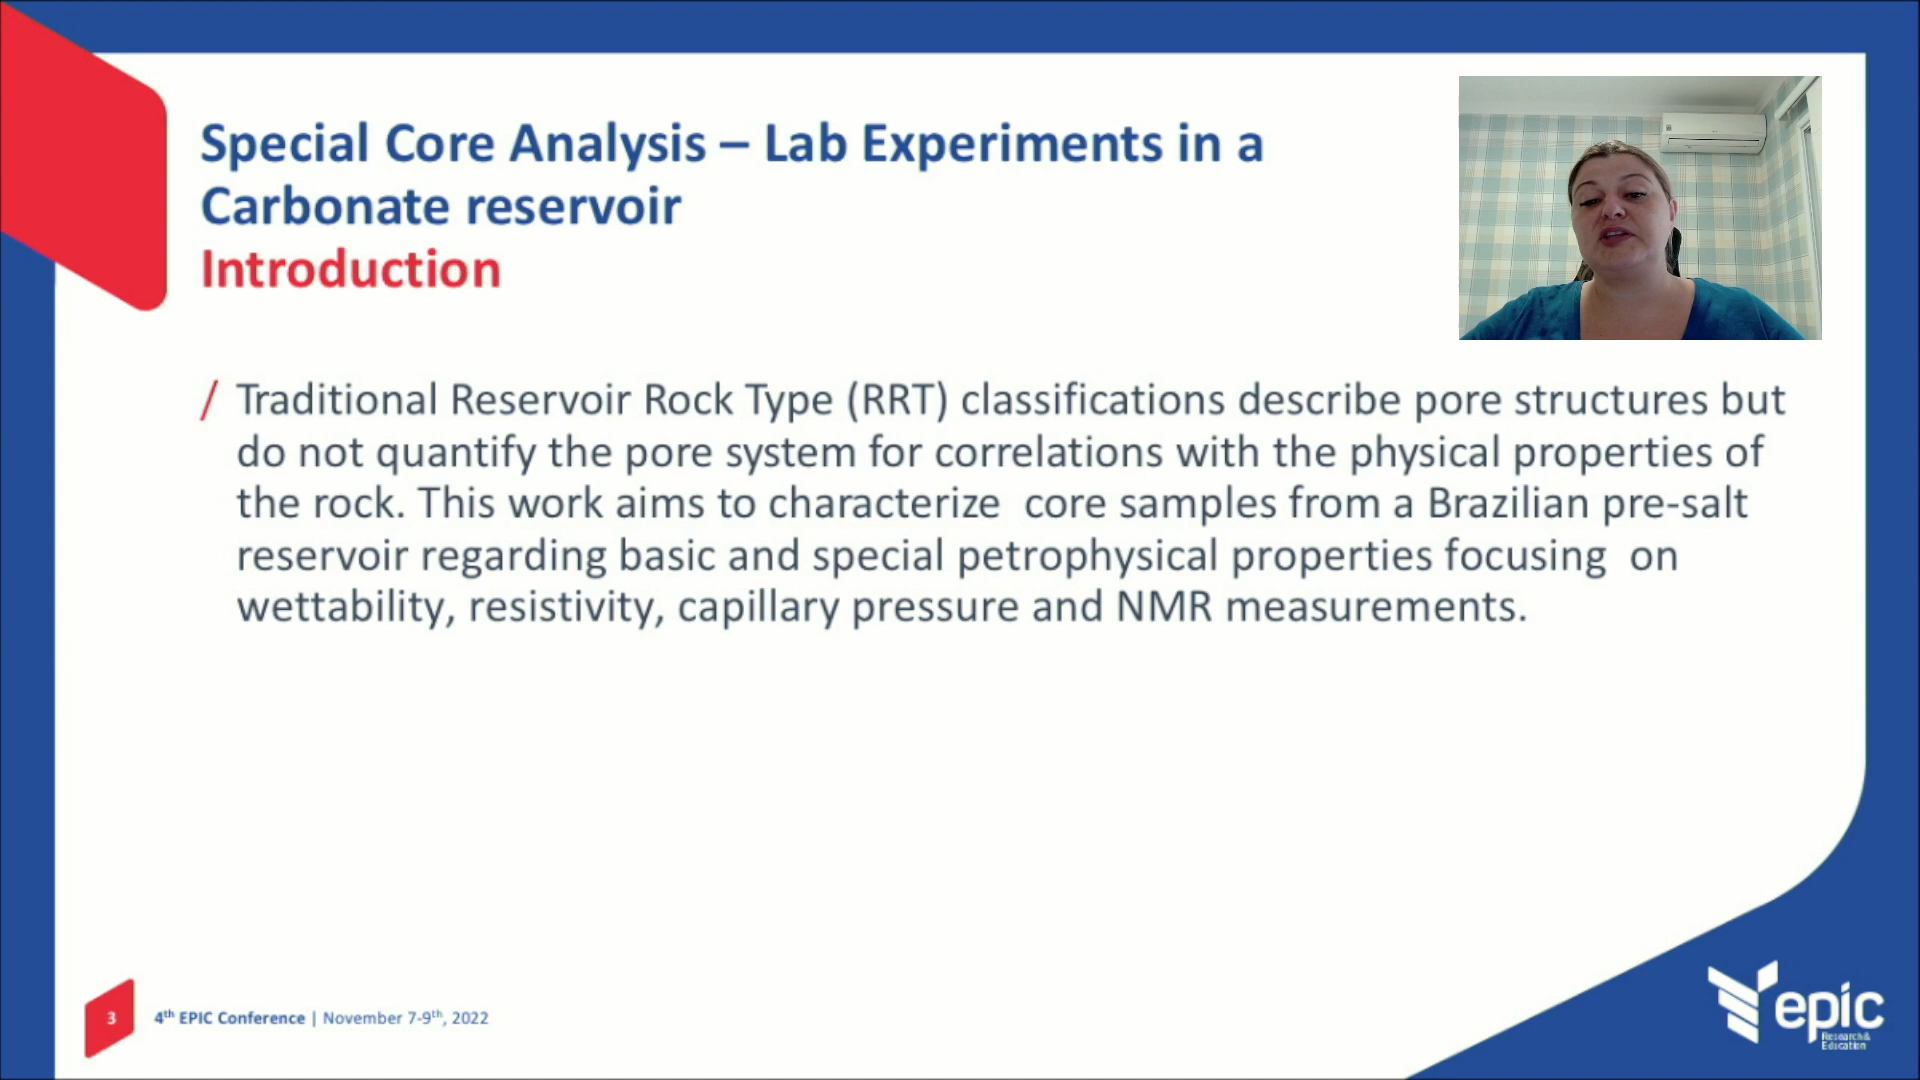 Special Core Analysis – Lab Experiments in a
Carbonate reservoir
Introduction
/ Traditional Reservoir Rock Type (RRT) classifications describe pore structures but
do not quantify the pore system for correlations with the physical properties of
the rock. This work aims to characterize  core samples from a Brazilian pre-salt
reservoir regarding basic and special petrophysical properties focusing  on
wettability, resistivity, capillary pressure and NMR measurements.
3
4th EPIC Conference | November 7-9th, 2022
epic
Research &
Education